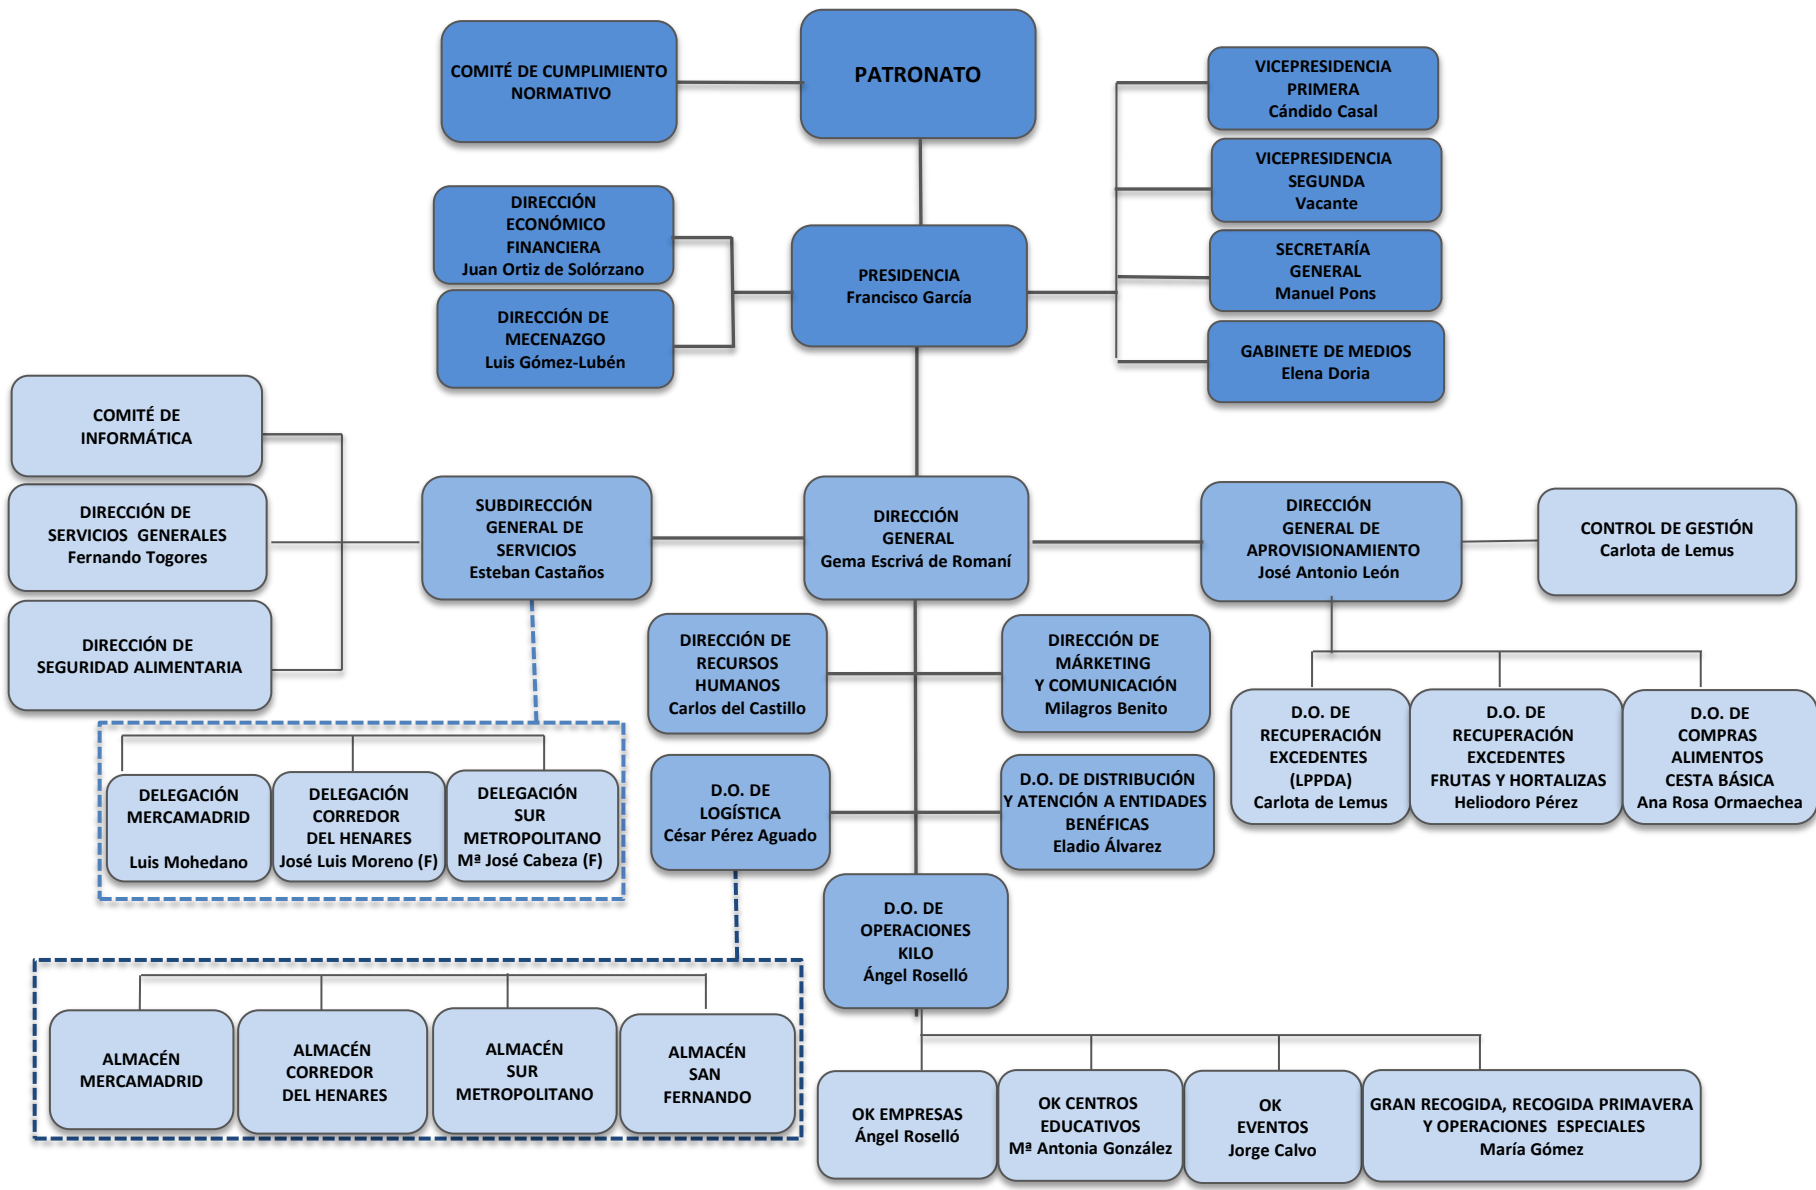 COMITÉ DE CUMPLIMIENTO
NORMATIVO
PATRONATO
VICEPRESIDENCIA
PRIMERA
Cándido Casal
VICEPRESIDENCIA
SEGUNDA
Vacante
DIRECCIÓN
ECONÓMICO
FINANCIERA
Juan Ortiz de Solórzano
PRESIDENCIA
Francisco García
SECRETARÍA
GENERAL
Manuel Pons
DIRECCIÓN DE
MECENAZGO
Luis Gómez-Lubén
GABINETE DE MEDIOS
Elena Doria
COMITÉ DE
INFORMÁTICA
DIRECCIÓN DE
SERVICIOS GENERALES
Fernando Togores
DIRECCIÓN DE
SEGURIDAD ALIMENTARIA
SUBDIRECCIÓN
GENERAL DE
SERVICIOS
Esteban Castaños
DIRECCIÓN
GENERAL
Gema Escrivá de Romaní
DIRECCIÓN
GENERAL DE
APROVISIONAMIENTO
José Antonio León
CONTROL DE GESTIÓN
Carlota de Lemus
DIRECCIÓN DE
RECURSOS
HUMANOS
Carlos del Castillo
DIRECCIÓN DE
MÁRKETING
Y COMUNICACIÓN
Milagros Benito
D.O. DE
RECUPERACIÓN
EXCEDENTES
(LPPDA)
Carlota de Lemus
D.O. DE
RECUPERACIÓN
EXCEDENTES
FRUTAS Y HORTALIZAS
Heliodoro Pérez
D.O. DE
COMPRAS
ALIMENTOS
CESTA BÁSICA
Ana Rosa Ormaechea
DELEGACIÓN
MERCAMADRID
Luis Mohedano
DELEGACIÓN
CORREDOR
DEL HENARES
José Luis Moreno (F)
DELEGACIÓN
SUR
METROPOLITANO
Mª José Cabeza (F)
D.O. DE
LOGÍSTICA
César Pérez Aguado
D.O. DE DISTRIBUCIÓN
Y ATENCIÓN A ENTIDADES
BENÉFICAS
Eladio Álvarez
D.O. DE
OPERACIONES
KILO
Ángel Roselló
ALMACÉN
MERCAMADRID
ALMACÉN
CORREDOR
DEL HENARES
ALMACÉN
SUR
METROPOLITANO
ALMACÉN
SAN
FERNANDO
OK EMPRESAS
Ángel Roselló
OK CENTROS
EDUCATIVOS
Mª Antonia González
OK
EVENTOS
Jorge Calvo
GRAN RECOGIDA, RECOGIDA PRIMAVERA
Y OPERACIONES ESPECIALES
María Gómez